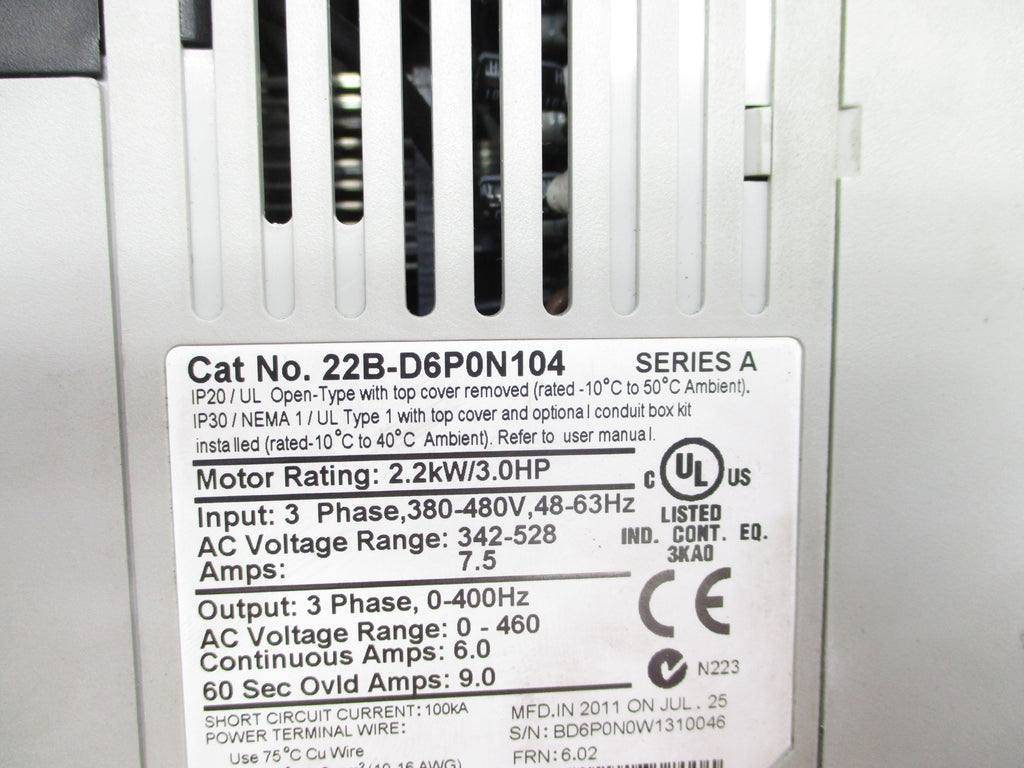 Cat No. 22B-D6P0N104 SERIES A
IP20 / UL Open-Type with top cover removed (rated -10°C to 50°C Ambient).
IP30 / NEMA 1 / UL Type 1 with top cover and optional conduit box kit
installed (rated-10°C to 40°C Ambient). Refer to user manual.
Motor Rating: 2.2kW/3.0HP
Input: 3 Phase,380-480V,48-63Hz
AC Voltage Range: 342-528
Amps: 7.5
C UL US
LISTED
IND. CONT. EQ.
3KA0
CE
Output: 3 Phase, 0-400Hz
AC Voltage Range: 0 - 460
Continuous Amps: 6.0
60 Sec Ovld Amps: 9.0
N223
SHORT CIRCUIT CURRENT: 100kA
POWER TERMINAL WIRE:
Use 75°C Cu Wire
(10-16 AWG)
MFD.IN 2011 ON JUL . 25
S/N: BD6P0N0W1310046
FRN: 6.02